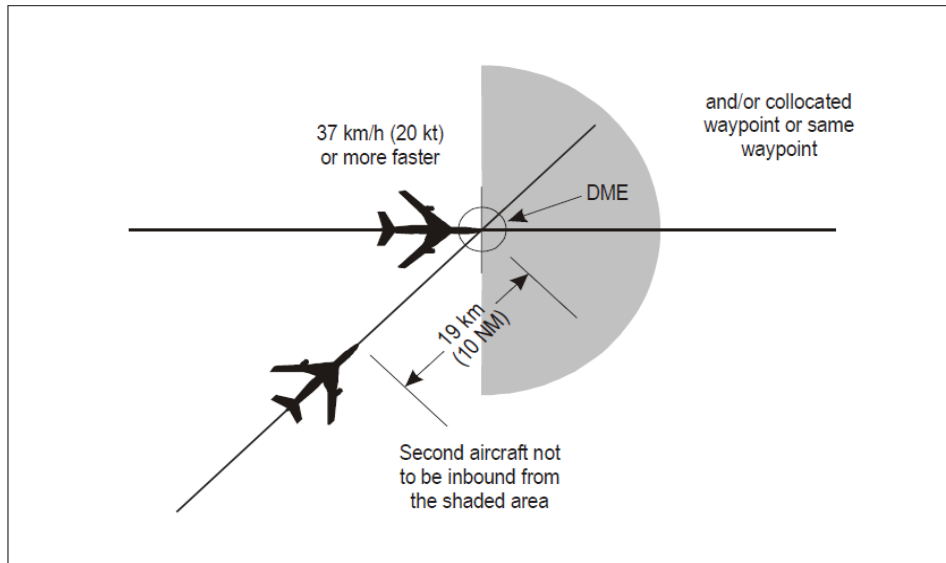 37 km/h (20 kt)
or more faster
and/or collocated
waypoint or same
waypoint
DME
19 km
(10 NM)
Second aircraft not
to be inbound from
the shaded area